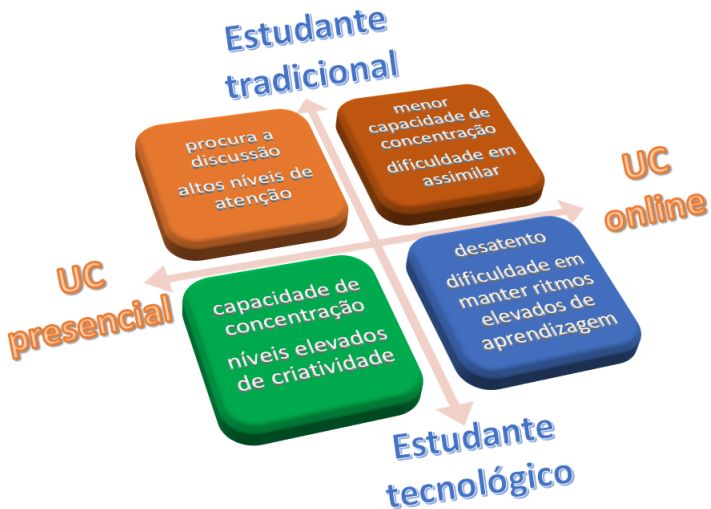 Estudante
tradicional
procura a
discussão
altos níveis de
atenção
menor
capacidade de
concentração
dificuldade em
assimilar
UC
online
UC
presencial
capacidade de
concentração
níveis elevados
de criatividade
desatento
dificuldade em
manter ritmos
elevados de
aprendizagem
Estudante
tecnológico